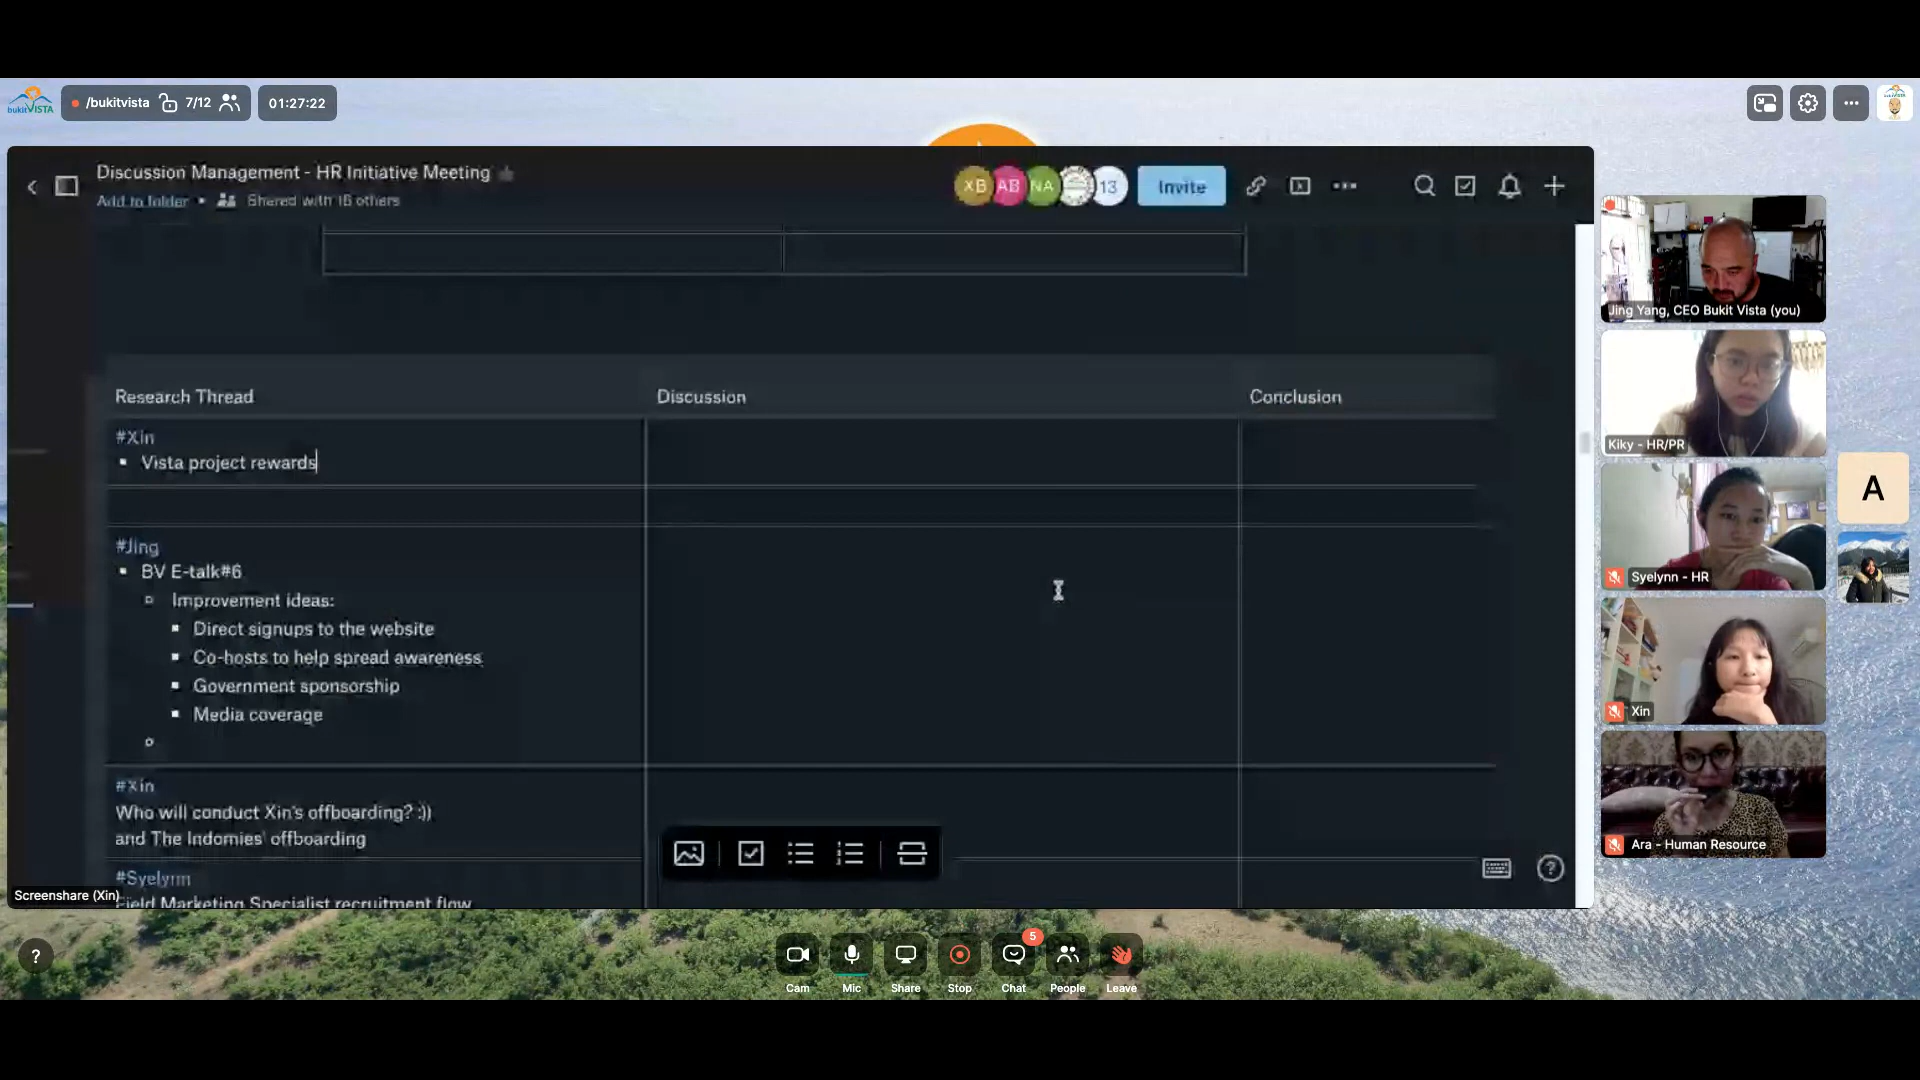 bukitVISTA
/bukitvista
7/12
01:27:22
Discussion Management - HR Initiative Meeting
Add to folder
Shared with 16 others
XB
AB
NA
13
Invite
Research Thread
Discussion
Conclusion
#Xin
Vista project rewards
#Jing
BV E-talk#6
Improvement ideas:
Direct signups to the website
Co-hosts to help spread awareness
Government sponsorship
Media coverage
#Xin
Who will conduct Xin's offboarding? :))
and The Indomies' offboarding
#Syelynn
Field Marketing Specialist recruitment flow
Screenshare (Xin)
Jing Yang, CEO Bukit Vista (you)
Kiky - HR/PR
Syelynn - HR
Xin
Ara - Human Resource
A
?
?
5
Cam
Mic
Share
Stop
Chat
People
Leave